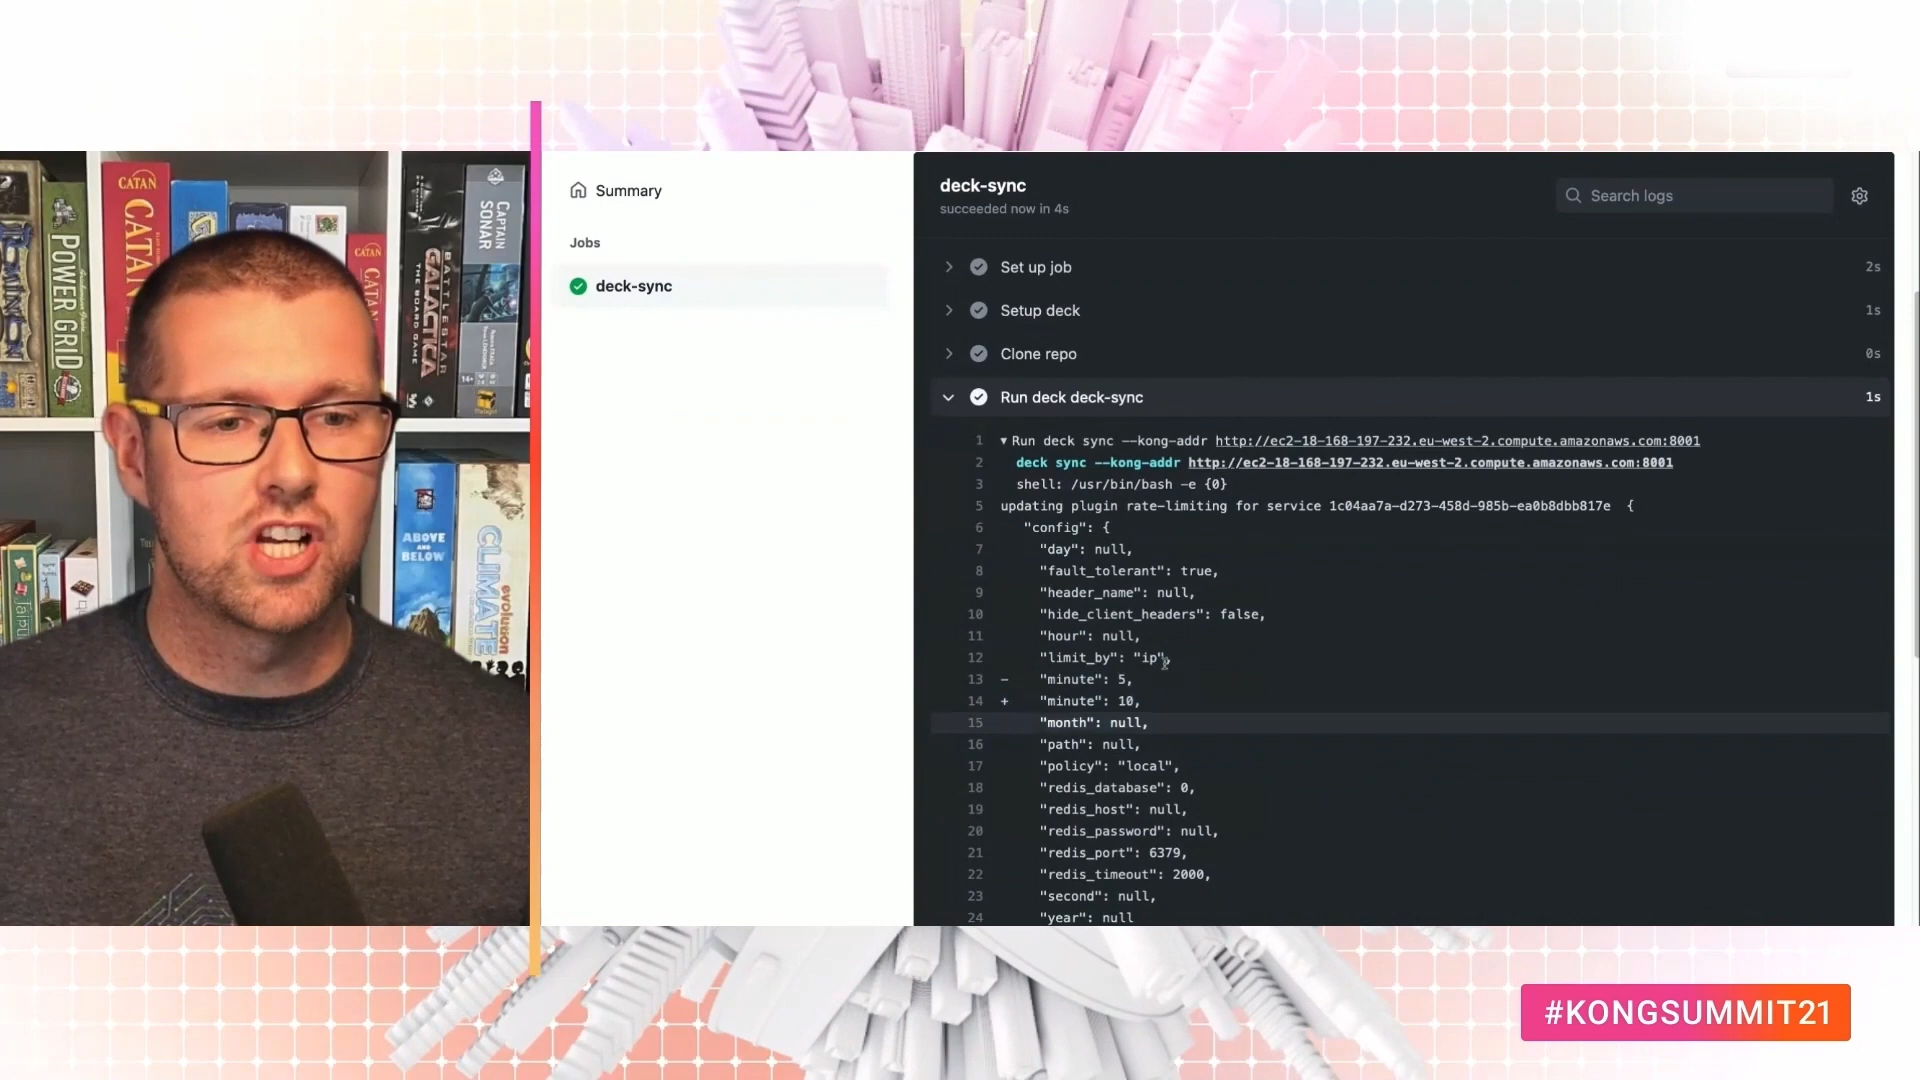 CATAN
CATAN
POWER GRID
CATAN
BATTLESTAR
GALACTICA
THE BOARD GAME
CAPTAIN
SONAR
14+
ABOVE
AND
BELOW
evolution
CLIMATE
Summary
Jobs
deck-sync
deck-sync
succeeded now in 4s
Search logs
Set up job 2s
Setup deck 1s
Clone repo 0s
Run deck deck-sync 1s
1 ▼ Run deck sync --kong-addr http://ec2-18-168-197-232.eu-west-2.compute.amazonaws.com:8001
2 deck sync --kong-addr http://ec2-18-168-197-232.eu-west-2.compute.amazonaws.com:8001
3 shell: /usr/bin/bash -e {0}
5 updating plugin rate-limiting for service 1c04aa7a-d273-458d-985b-ea0b8dbb817e {
6 "config": {
7 "day": null,
8 "fault_tolerant": true,
9 "header_name": null,
10 "hide_client_headers": false,
11 "hour": null,
12 "limit_by": "ip",
13 - "minute": 5,
14 + "minute": 10,
15 "month": null,
16 "path": null,
17 "policy": "local",
18 "redis_database": 0,
19 "redis_host": null,
20 "redis_password": null,
21 "redis_port": 6379,
22 "redis_timeout": 2000,
23 "second": null,
24 "year": null
#KONGSUMMIT21